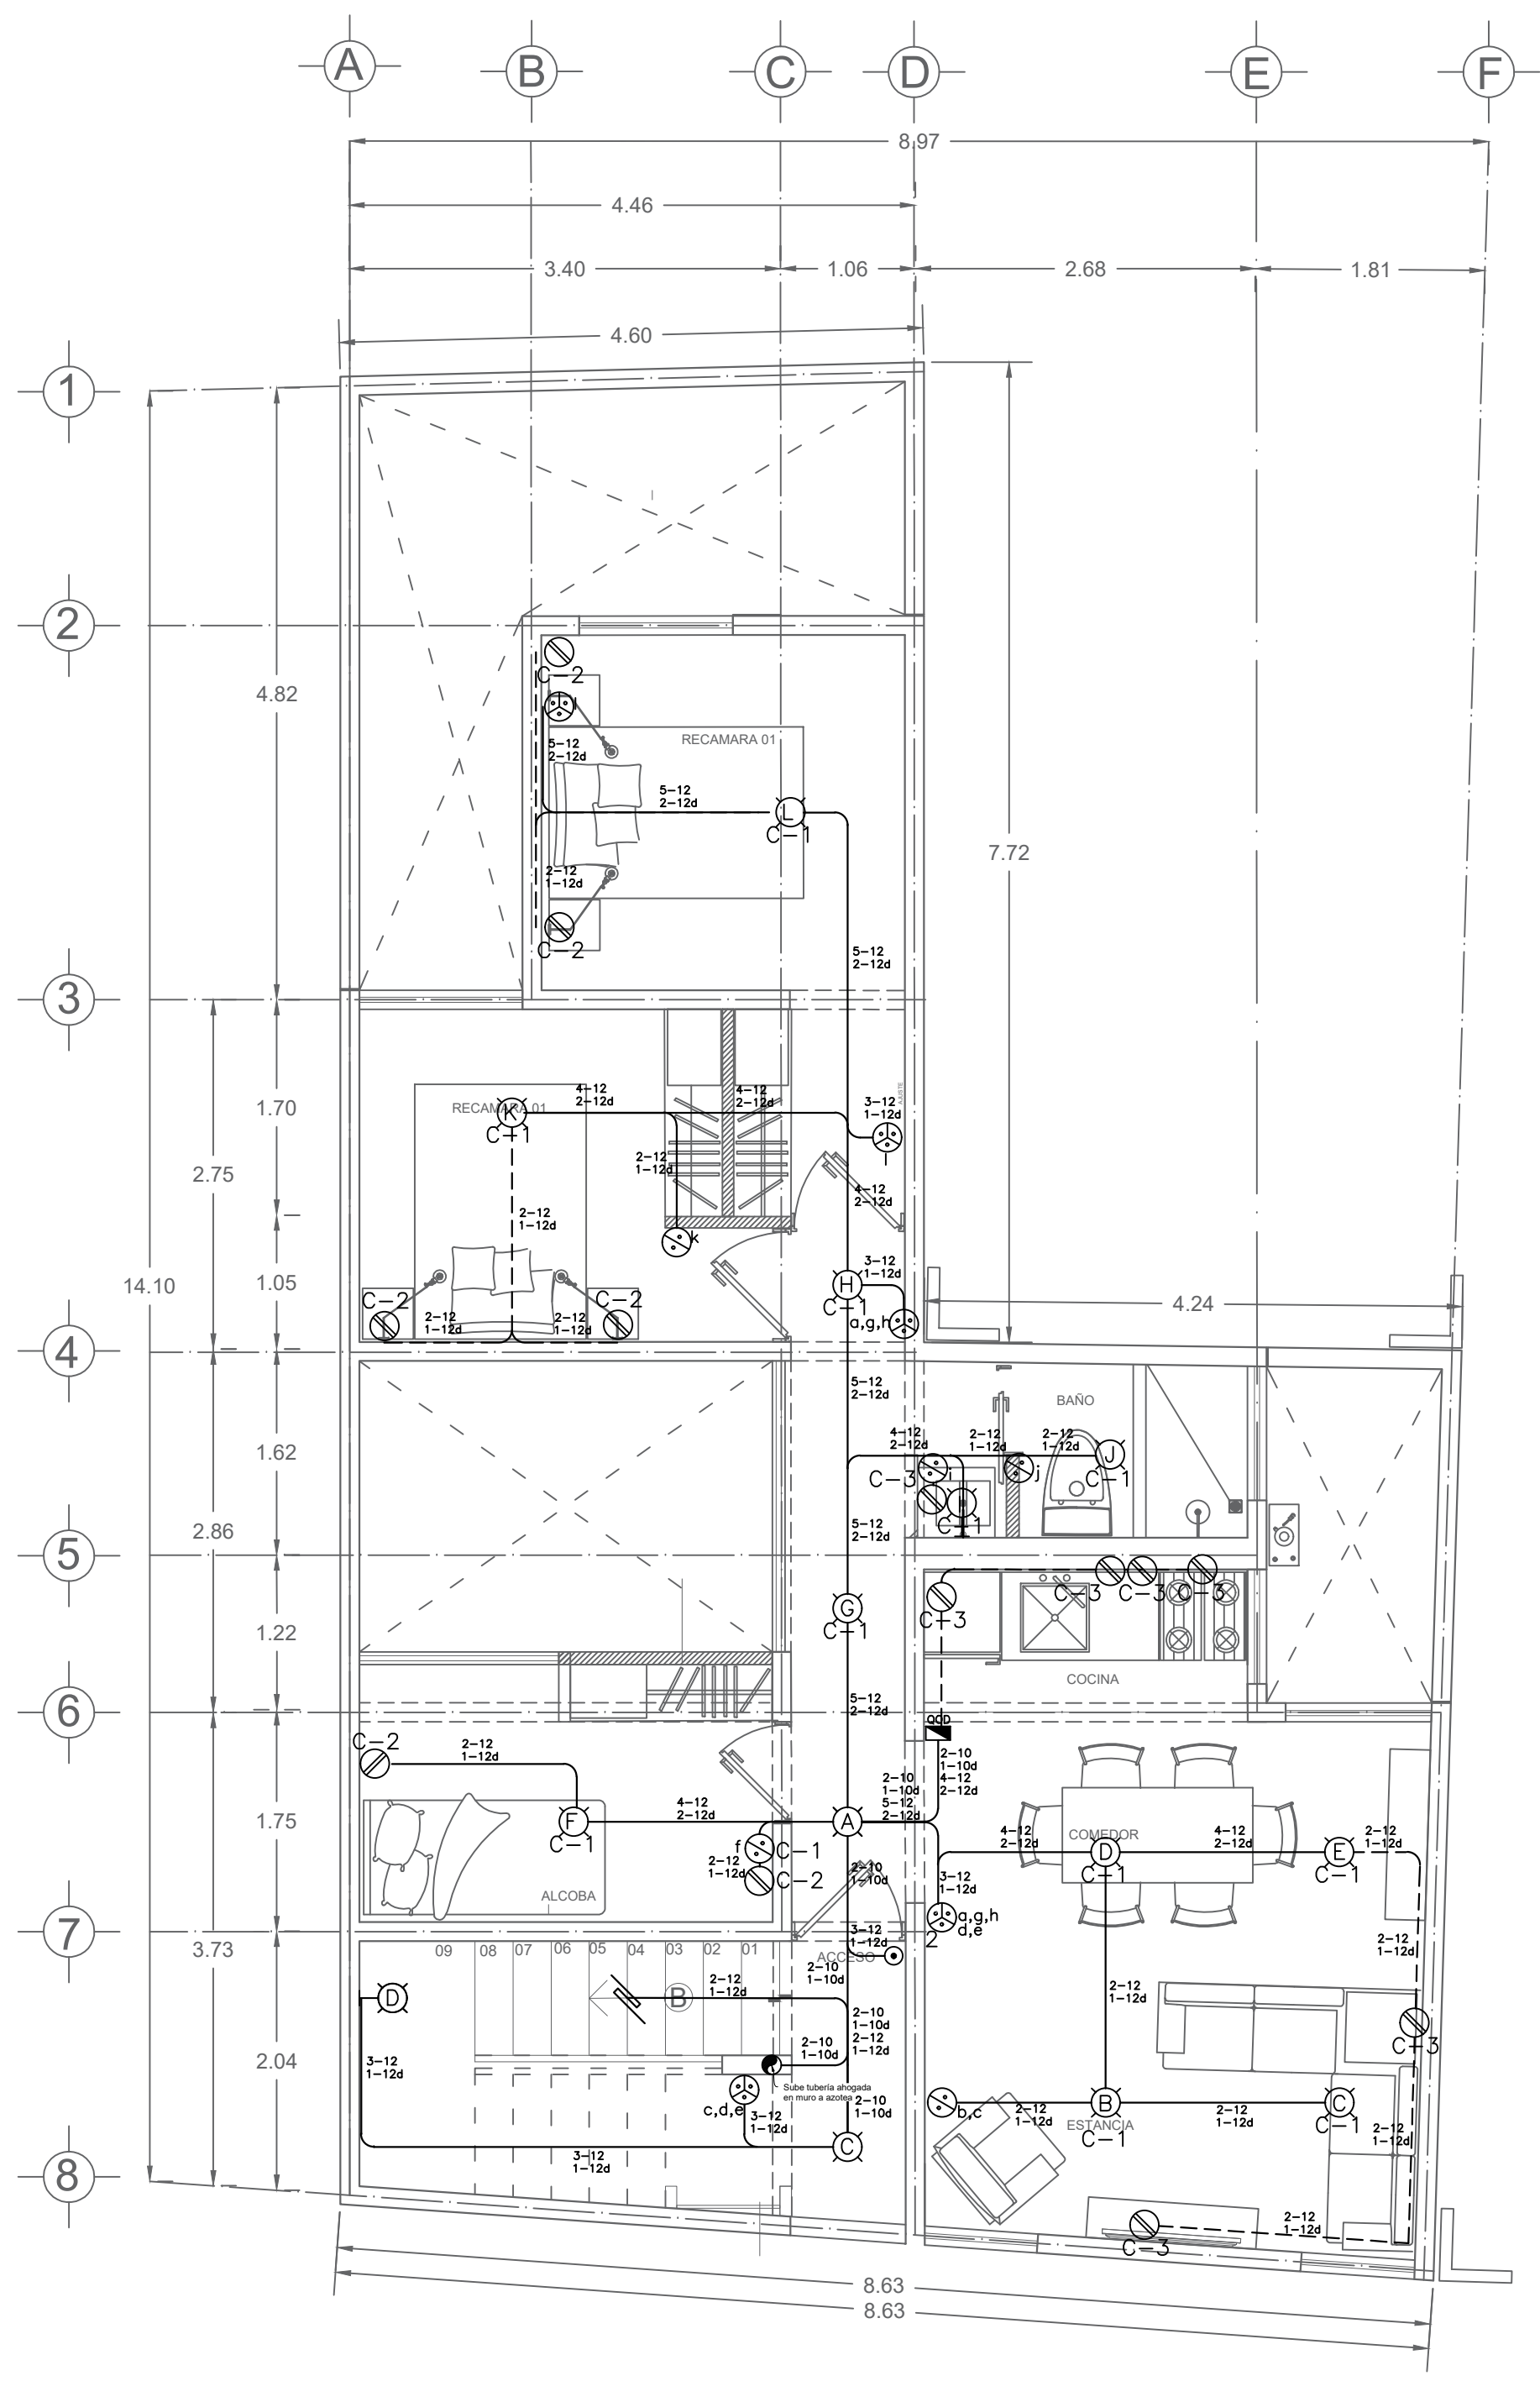 A
B
C
D
E
F
8.97
4.46
3.40
1.06
2.68
1.81
4.60
1
2
C-2
4.82
l
RECAMARA 01
5-12
2-12d
5-12
2-12d
L
C-1
7.72
2-12
1-12d
C-2
5-12
2-12d
3
4-12
2-12d
4-12
2-12d
AJUSTE
3-12
1-12d
1.70
RECAMARA 01
K
C-1
l
2-12
1-12d
2.75
4-12
2-12d
2-12
1-12d
k
3-12
1-12d
14.10
1.05
H
C-1
C-2
C-2
4.24
2-12
1-12d
2-12
1-12d
a,g,h
4
5-12
2-12d
BAÑO
4-12
2-12d
2-12
1-12d
2-12
1-12d
1.62
J
C-3
i
j
C-1
C-1
2.86
5-12
2-12d
5
C-3
C-3
C-3
G
C-3
C-1
1.22
COCINA
6
5-12
2-12d
QOD
C-2
2-12
1-12d
2-10
1-10d
4-12
2-12d
2-10
1-10d
5-12
2-12d
1.75
4-12
2-12d
F
C-1
A
4-12
2-12d
COMEDOR
4-12
2-12d
2-12
1-12d
D
C-1
E
C-1
f
C-1
2-12
1-12d
C-2
2-10
1-10d
3-12
1-12d
ALCOBA
a,g,h
d,e
2
7
3.73
3-12
1-12d
2-12
1-12d
09
08
07
06
05
04
03
02
01
ACCESO
2-10
1-10d
D
B
2-12
1-12d
2-12
1-12d
2-10
1-10d
2-12
1-12d
C-3
2.04
3-12
1-12d
2-10
1-10d
Sube tubería ahogada
en muro a azotea
c,d,e
3-12
1-12d
2-10
1-10d
b,c
2-12
1-12d
B
ESTANCIA
C-1
2-12
1-12d
C
C-1
2-12
1-12d
C
3-12
1-12d
8
2-12
1-12d
C-3
8.63
8.63